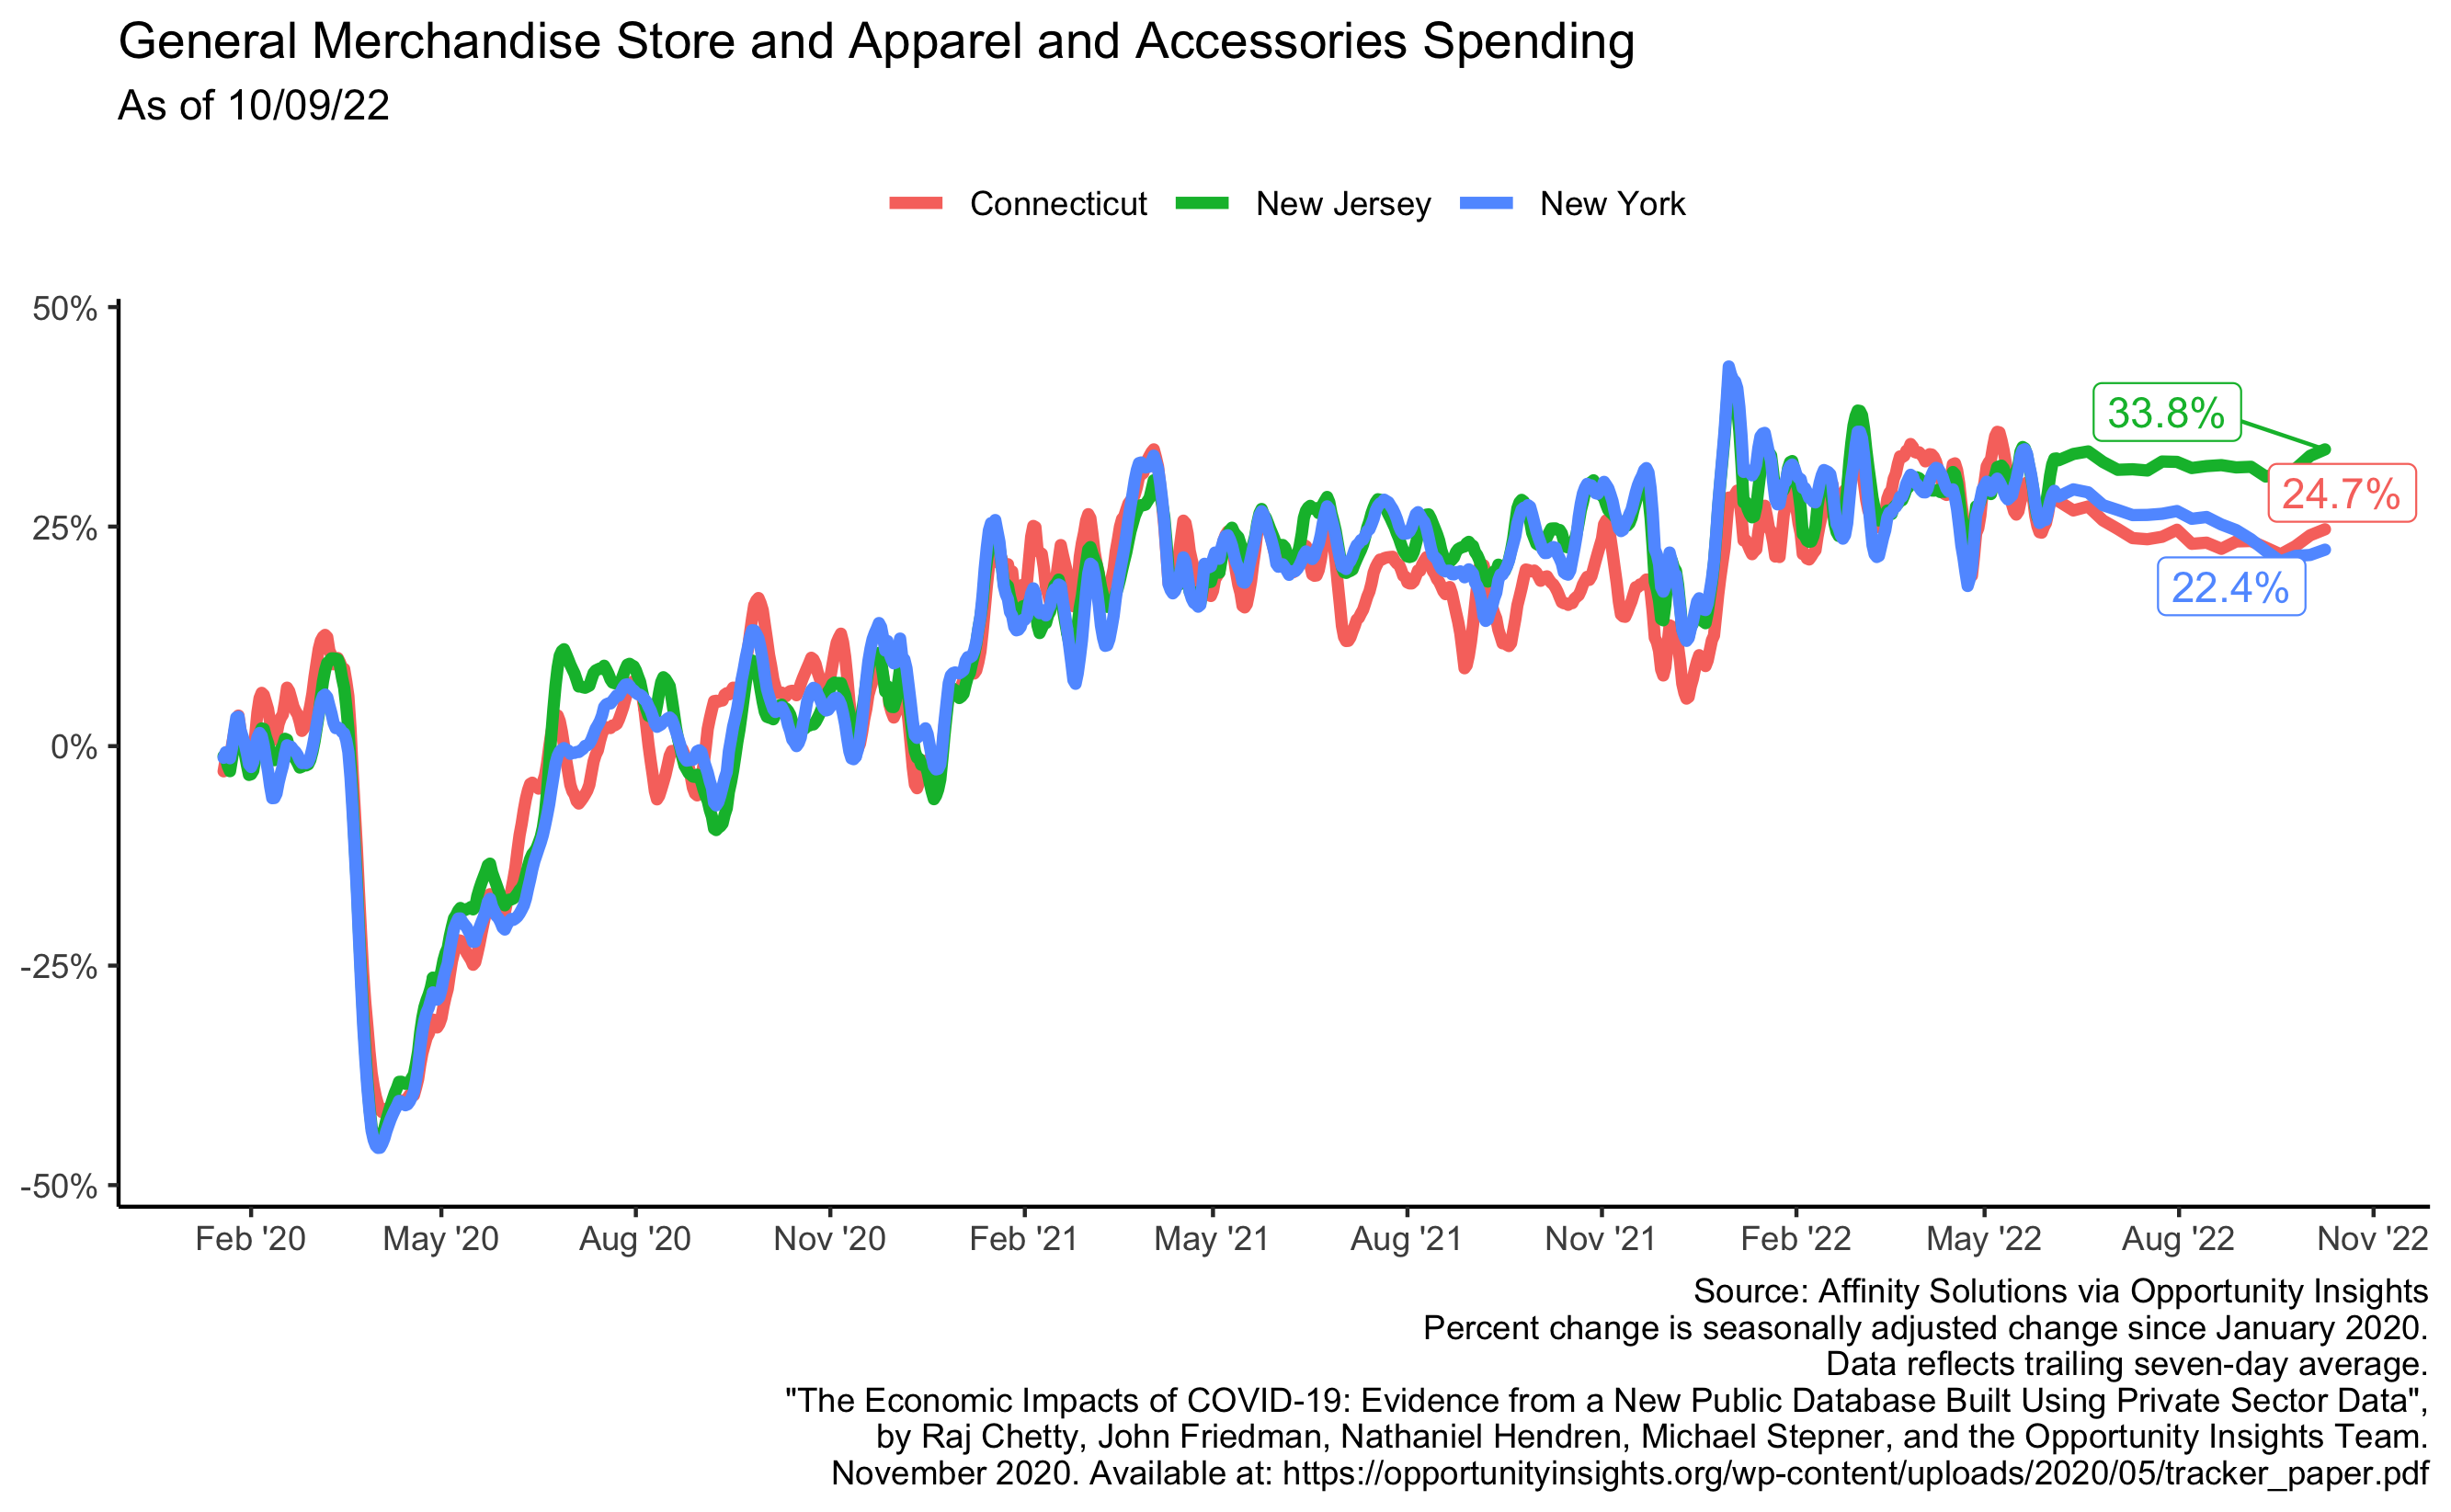 General Merchandise Store and Apparel and Accessories Spending
As of 10/09/22
Connecticut New Jersey New York
50%
25%
0%
-25%
-50%
33.8%
24.7%
22.4%
Feb '20 May '20 Aug '20 Nov '20 Feb '21 May '21 Aug '21 Nov '21 Feb '22 May '22 Aug '22 Nov '22
Source: Affinity Solutions via Opportunity Insights
Percent change is seasonally adjusted change since January 2020.
Data reflects trailing seven-day average.
"The Economic Impacts of COVID-19: Evidence from a New Public Database Built Using Private Sector Data",
by Raj Chetty, John Friedman, Nathaniel Hendren, Michael Stepner, and the Opportunity Insights Team.
November 2020. Available at: https://opportunityinsights.org/wp-content/uploads/2020/05/tracker_paper.pdf